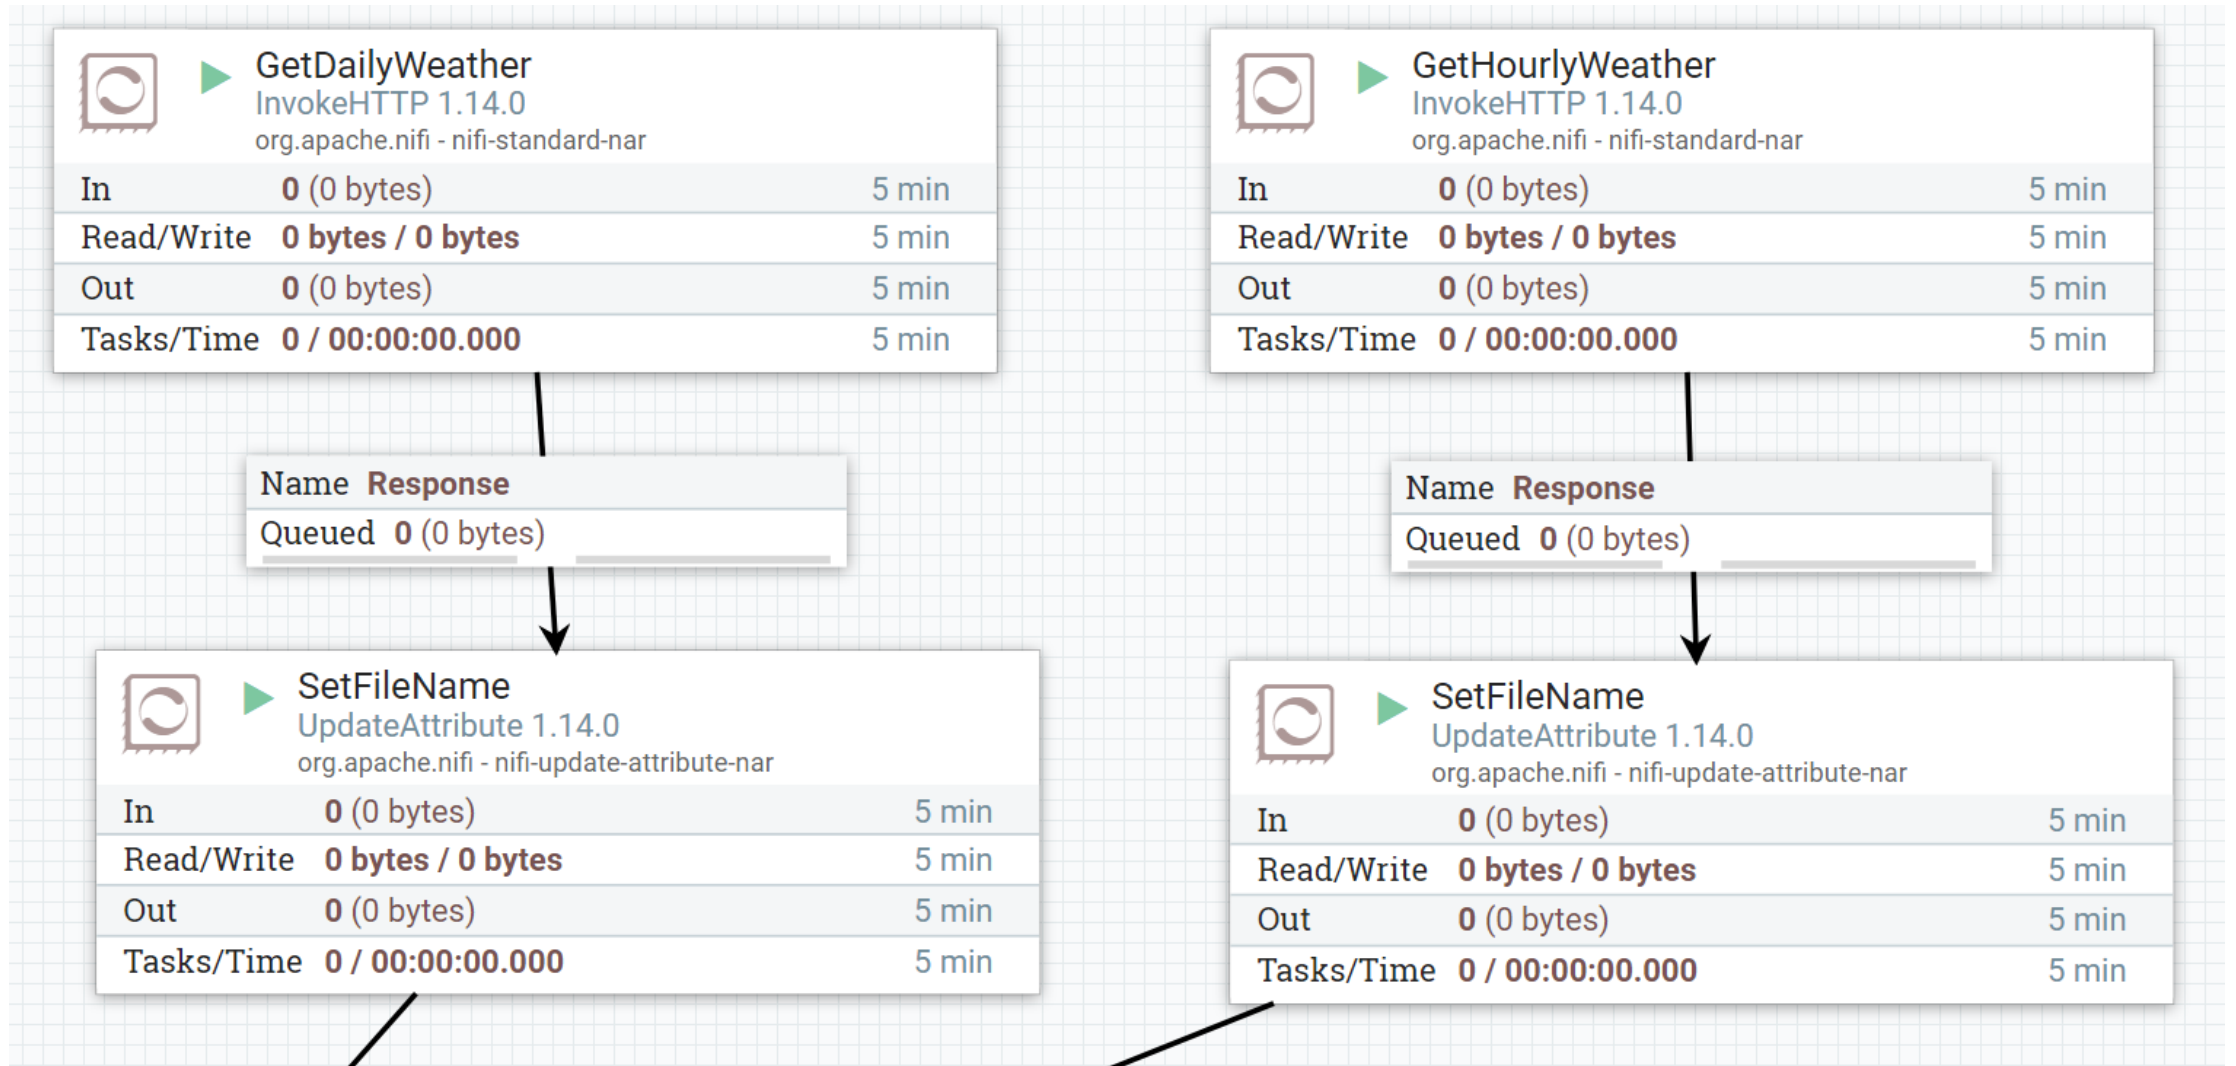 GetDailyWeather
InvokeHTTP 1.14.0
org.apache.nifi - nifi-standard-nar
In 0 (0 bytes) 5 min
Read/Write 0 bytes / 0 bytes 5 min
Out 0 (0 bytes) 5 min
Tasks/Time 0 / 00:00:00.000 5 min
Name Response
Queued 0 (0 bytes)
SetFileName
UpdateAttribute 1.14.0
org.apache.nifi - nifi-update-attribute-nar
In 0 (0 bytes) 5 min
Read/Write 0 bytes / 0 bytes 5 min
Out 0 (0 bytes) 5 min
Tasks/Time 0 / 00:00:00.000 5 min
GetHourlyWeather
InvokeHTTP 1.14.0
org.apache.nifi - nifi-standard-nar
In 0 (0 bytes) 5 min
Read/Write 0 bytes / 0 bytes 5 min
Out 0 (0 bytes) 5 min
Tasks/Time 0 / 00:00:00.000 5 min
Name Response
Queued 0 (0 bytes)
SetFileName
UpdateAttribute 1.14.0
org.apache.nifi - nifi-update-attribute-nar
In 0 (0 bytes) 5 min
Read/Write 0 bytes / 0 bytes 5 min
Out 0 (0 bytes) 5 min
Tasks/Time 0 / 00:00:00.000 5 min